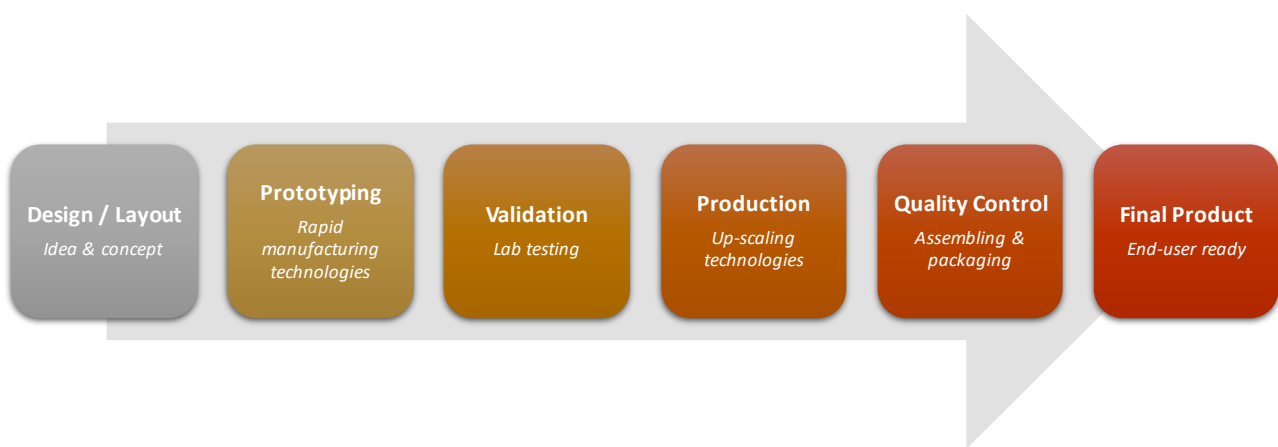 Design / Layout
Idea & concept
Prototyping
Rapid
manufacturing
technologies
Validation
Lab testing
Production
Up-scaling
technologies
Quality Control
Assembling &
packaging
Final Product
End-user ready